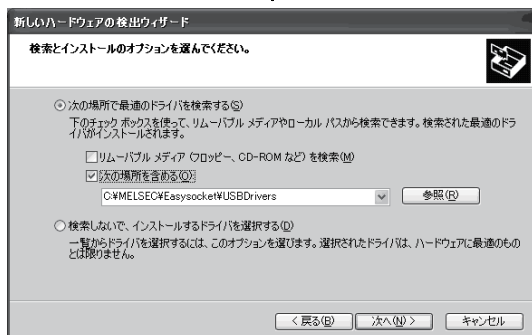 新しいハードウェアの検出ウィザード
検索とインストールのオプションを選んでください。
次の場所で最適のドライバを検索する(S)
下のチェック ボックスを使って、リムーバブル メディアやローカル パスから検索できます。検索された最適のドラ
イバがインストールされます。
リムーバブル メディア (フロッピー、CD-ROM など) を検索(M)
次の場所を含める(O):
C:¥MELSEC¥Easysocket¥USBDrivers
参照(R)
検索しないで、インストールするドライバを選択する(D)
一覧からドライバを選択するには、このオプションを選びます。選択されたドライバは、ハードウェアに最適のもの
とは限りません。
< 戻る(B)
次へ(N) >
キャンセル